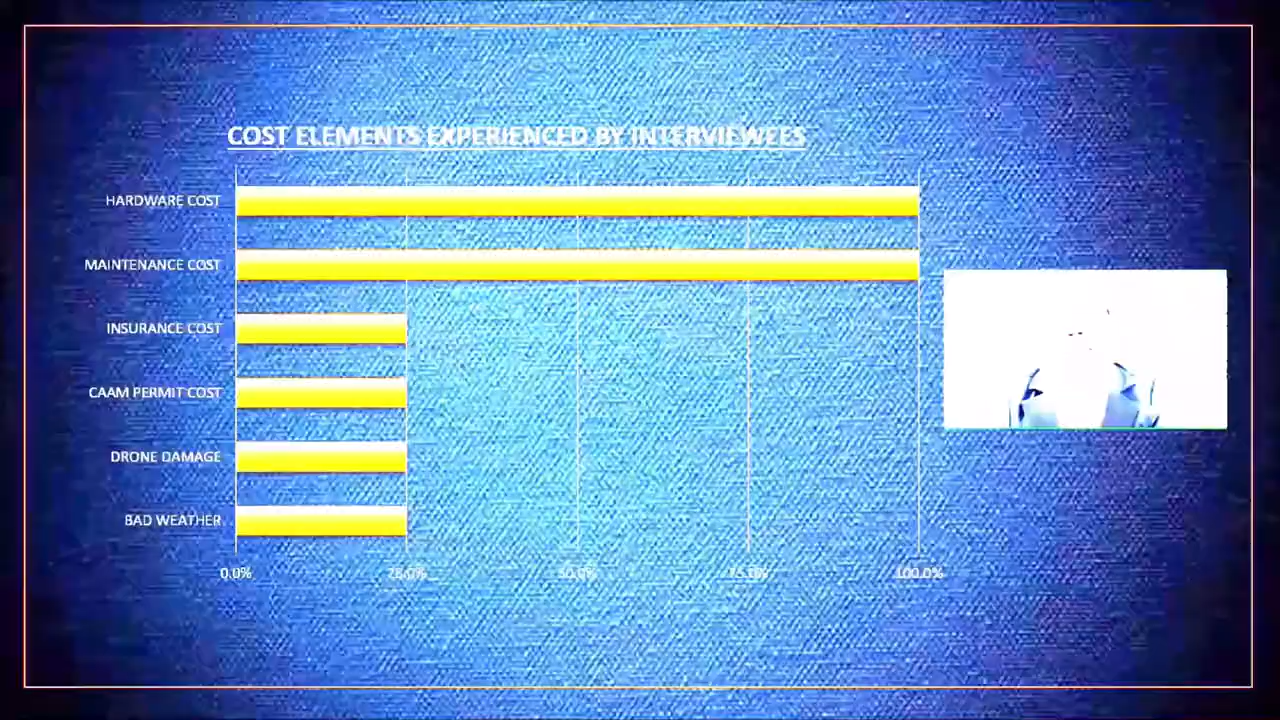 COST ELEMENTS EXPERIENCED BY INTERVIEWEES
HARDWARE COST
MAINTENANCE COST
INSURANCE COST
CAAM PERMIT COST
DRONE DAMAGE
BAD WEATHER
0.0% 25.0% 50.0% 75.0% 100.0%